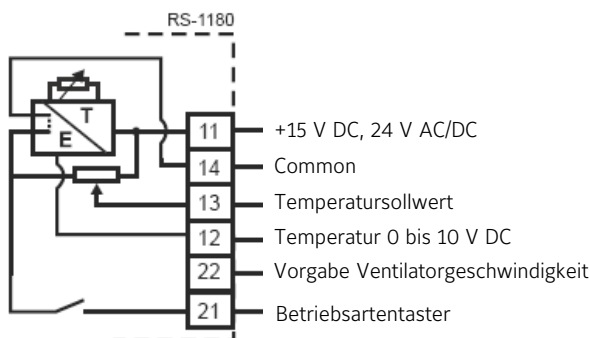 RS-1180
T
E
11 +15 V DC, 24 V AC/DC
14 Common
13 Temperatursollwert
12 Temperatur 0 bis 10 V DC
22 Vorgabe Ventilatorgeschwindigkeit
21 Betriebsartentaster